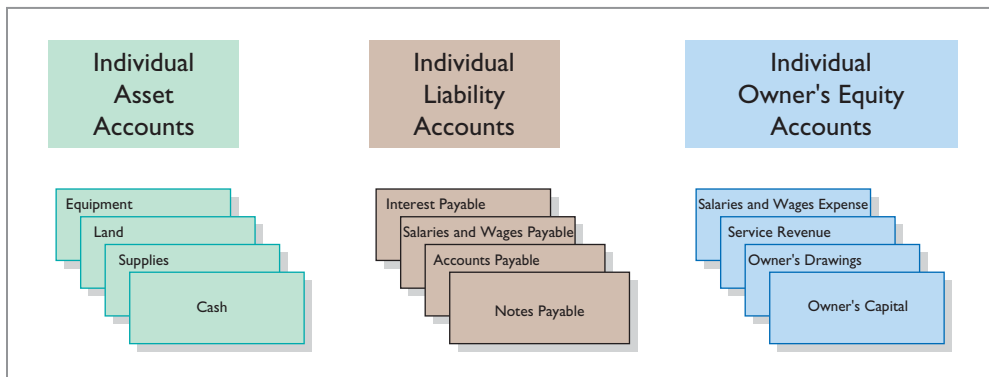 Individual
Asset
Accounts
Individual
Liability
Accounts
Individual
Owner's Equity
Accounts
Equipment
Land
Supplies
Cash
Interest Payable
Salaries and Wages Payable
Accounts Payable
Notes Payable
Salaries and Wages Expense
Service Revenue
Owner's Drawings
Owner's Capital